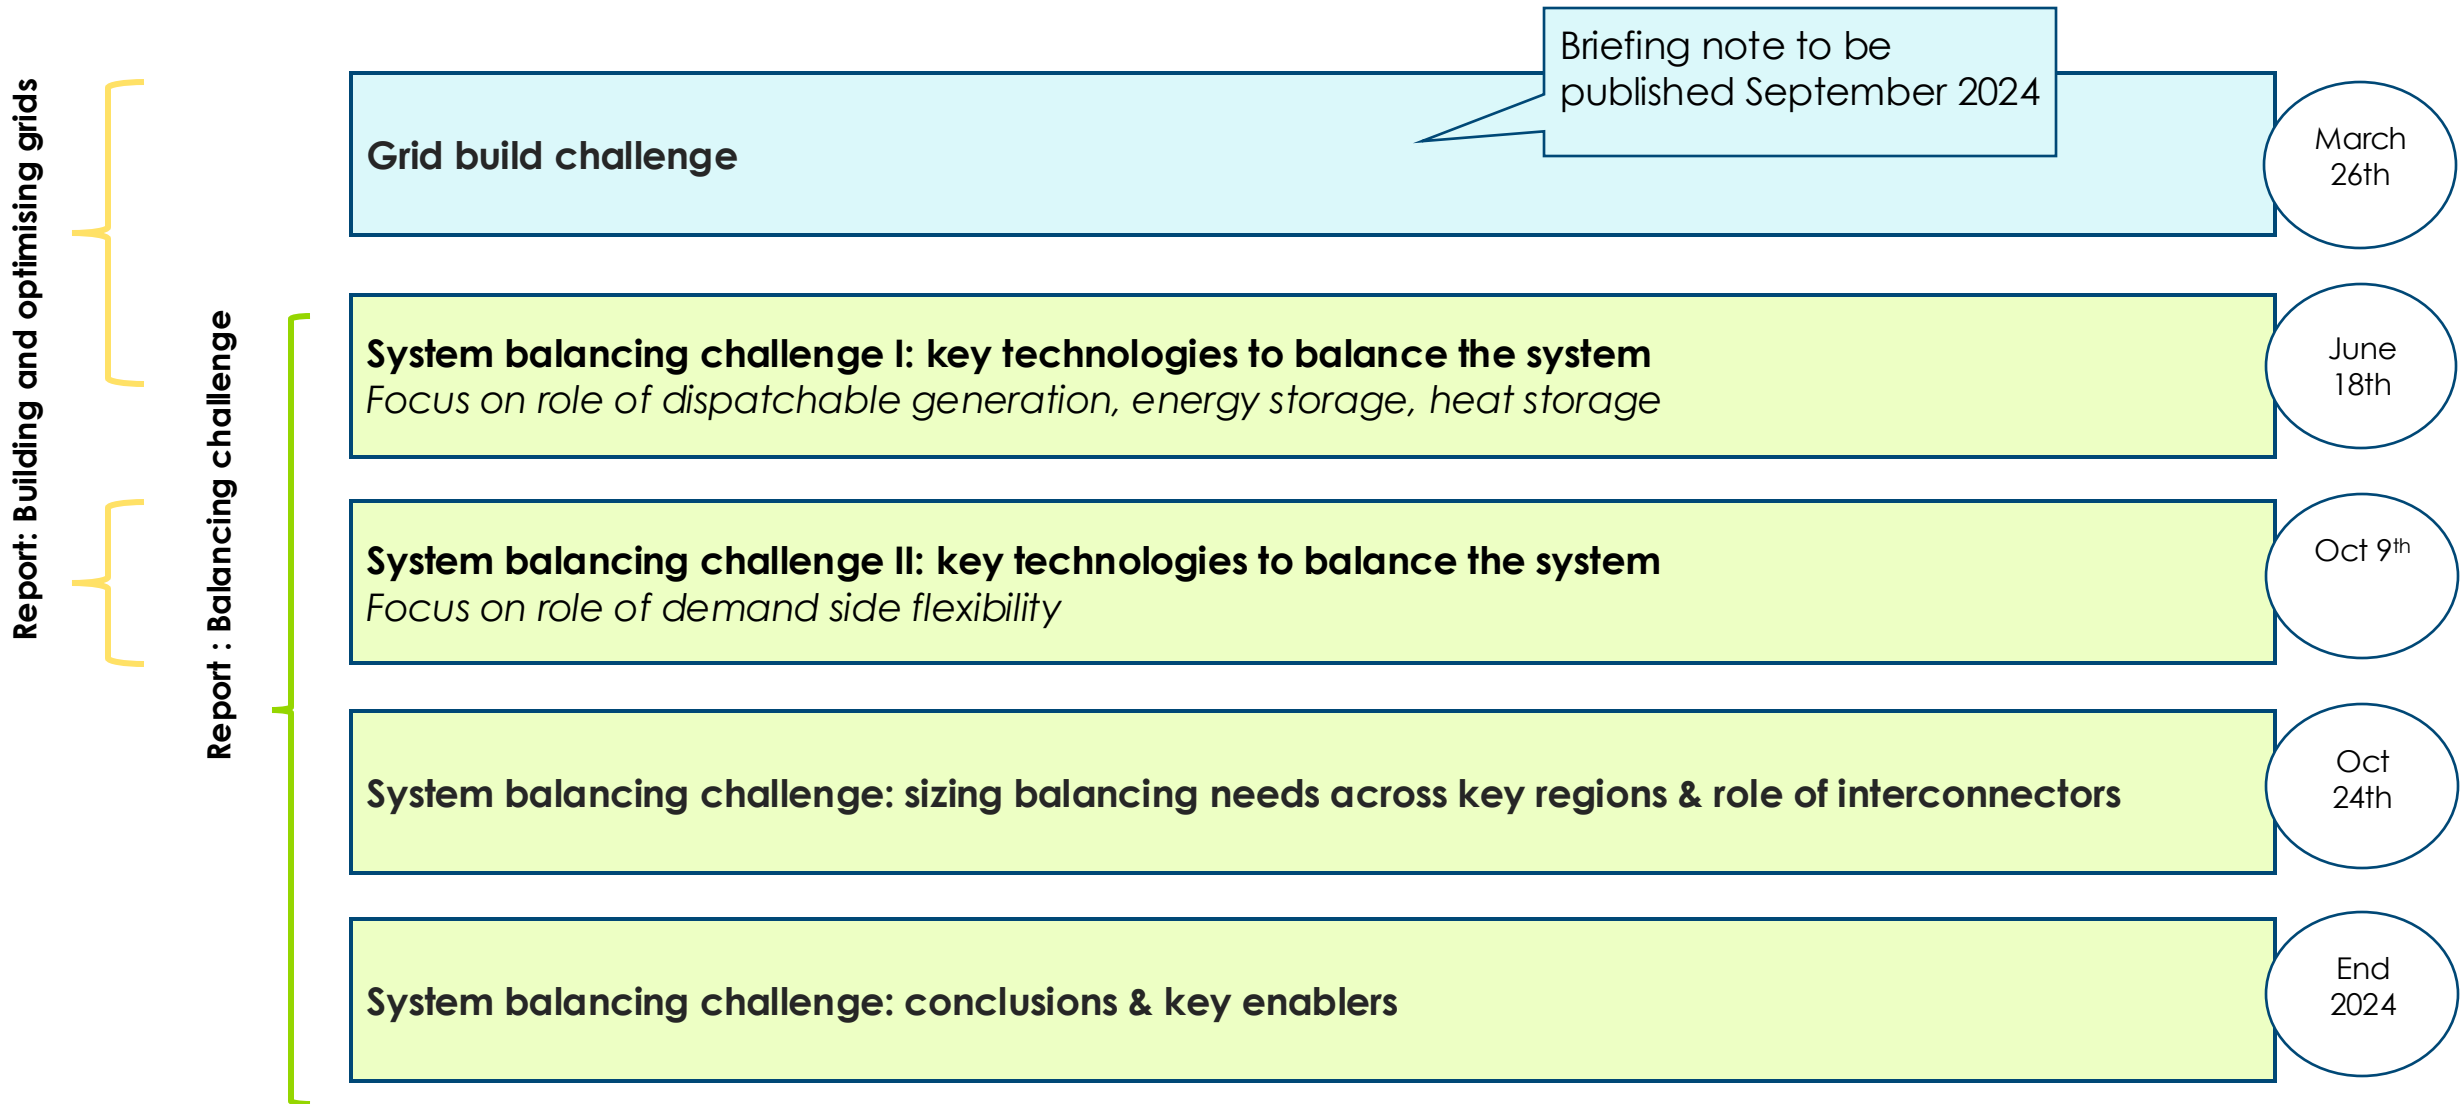 Report: Building and optimising grids
Report : Balancing challenge
Briefing note to be
published September 2024
Grid build challenge
March
26th
System balancing challenge I: key technologies to balance the system
Focus on role of dispatchable generation, energy storage, heat storage
June
18th
System balancing challenge II: key technologies to balance the system
Focus on role of demand side flexibility
Oct 9th
System balancing challenge: sizing balancing needs across key regions & role of interconnectors
Oct
24th
System balancing challenge: conclusions & key enablers
End
2024